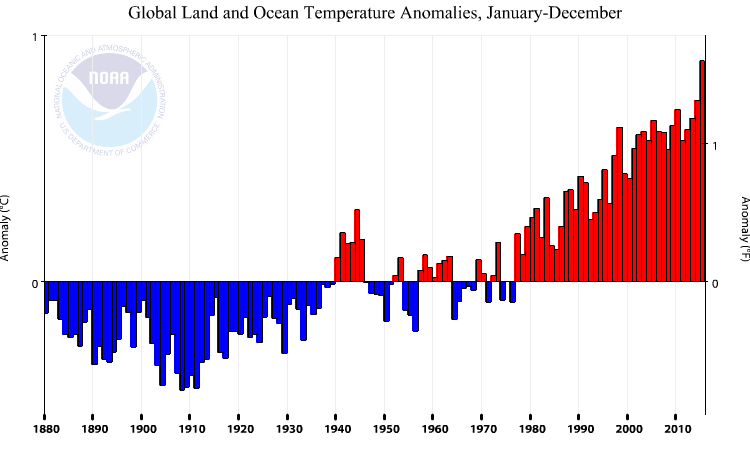 Global Land and Ocean Temperature Anomalies, January-December
1
NATIONAL OCEANIC AND ATMOSPHERIC ADMINISTRATION
NOAA
U.S. DEPARTMENT OF COMMERCE
1
Anomaly (°C)
Anomaly (°F)
0
0
1880 1890 1900 1910 1920 1930 1940 1950 1960 1970 1980 1990 2000 2010